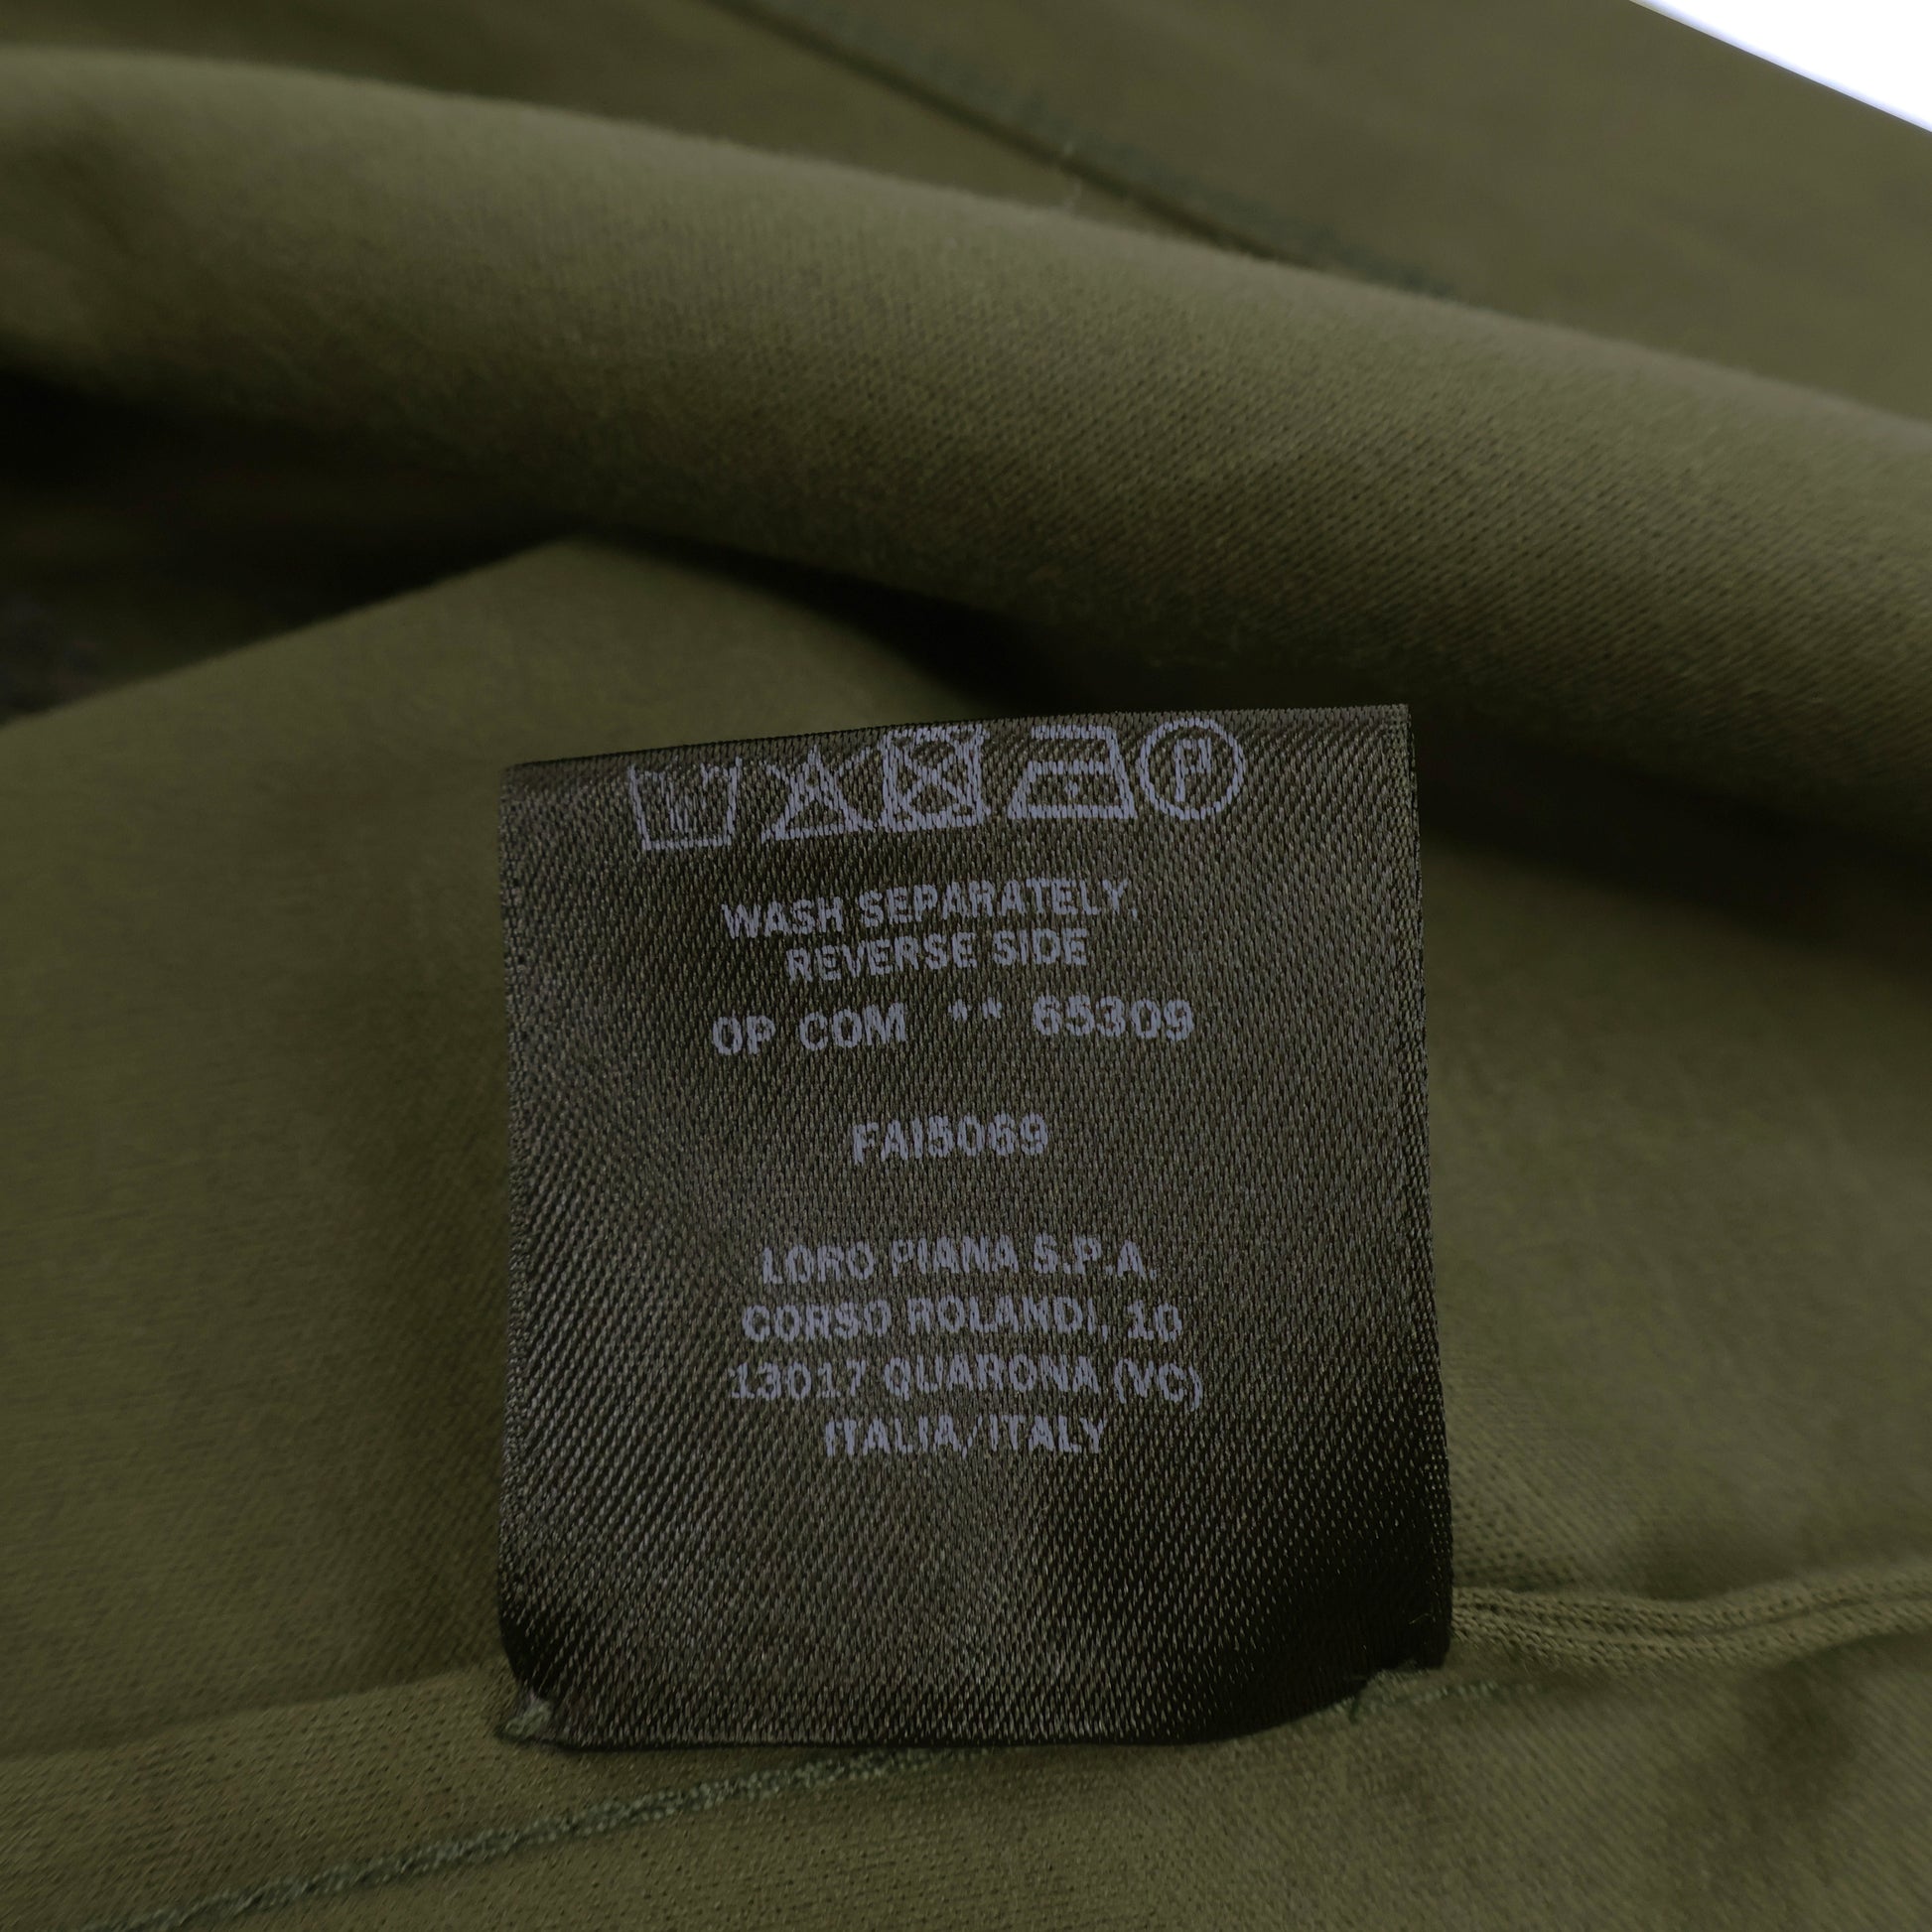 WASH SEPARATELY,
REVERSE SIDE
OP COM ** 65309
FAI5069
LORO PIANA S.P.A.
CORSO ROLANDI, 10
13017 QUARONA (VC)
ITALIA/ITALY